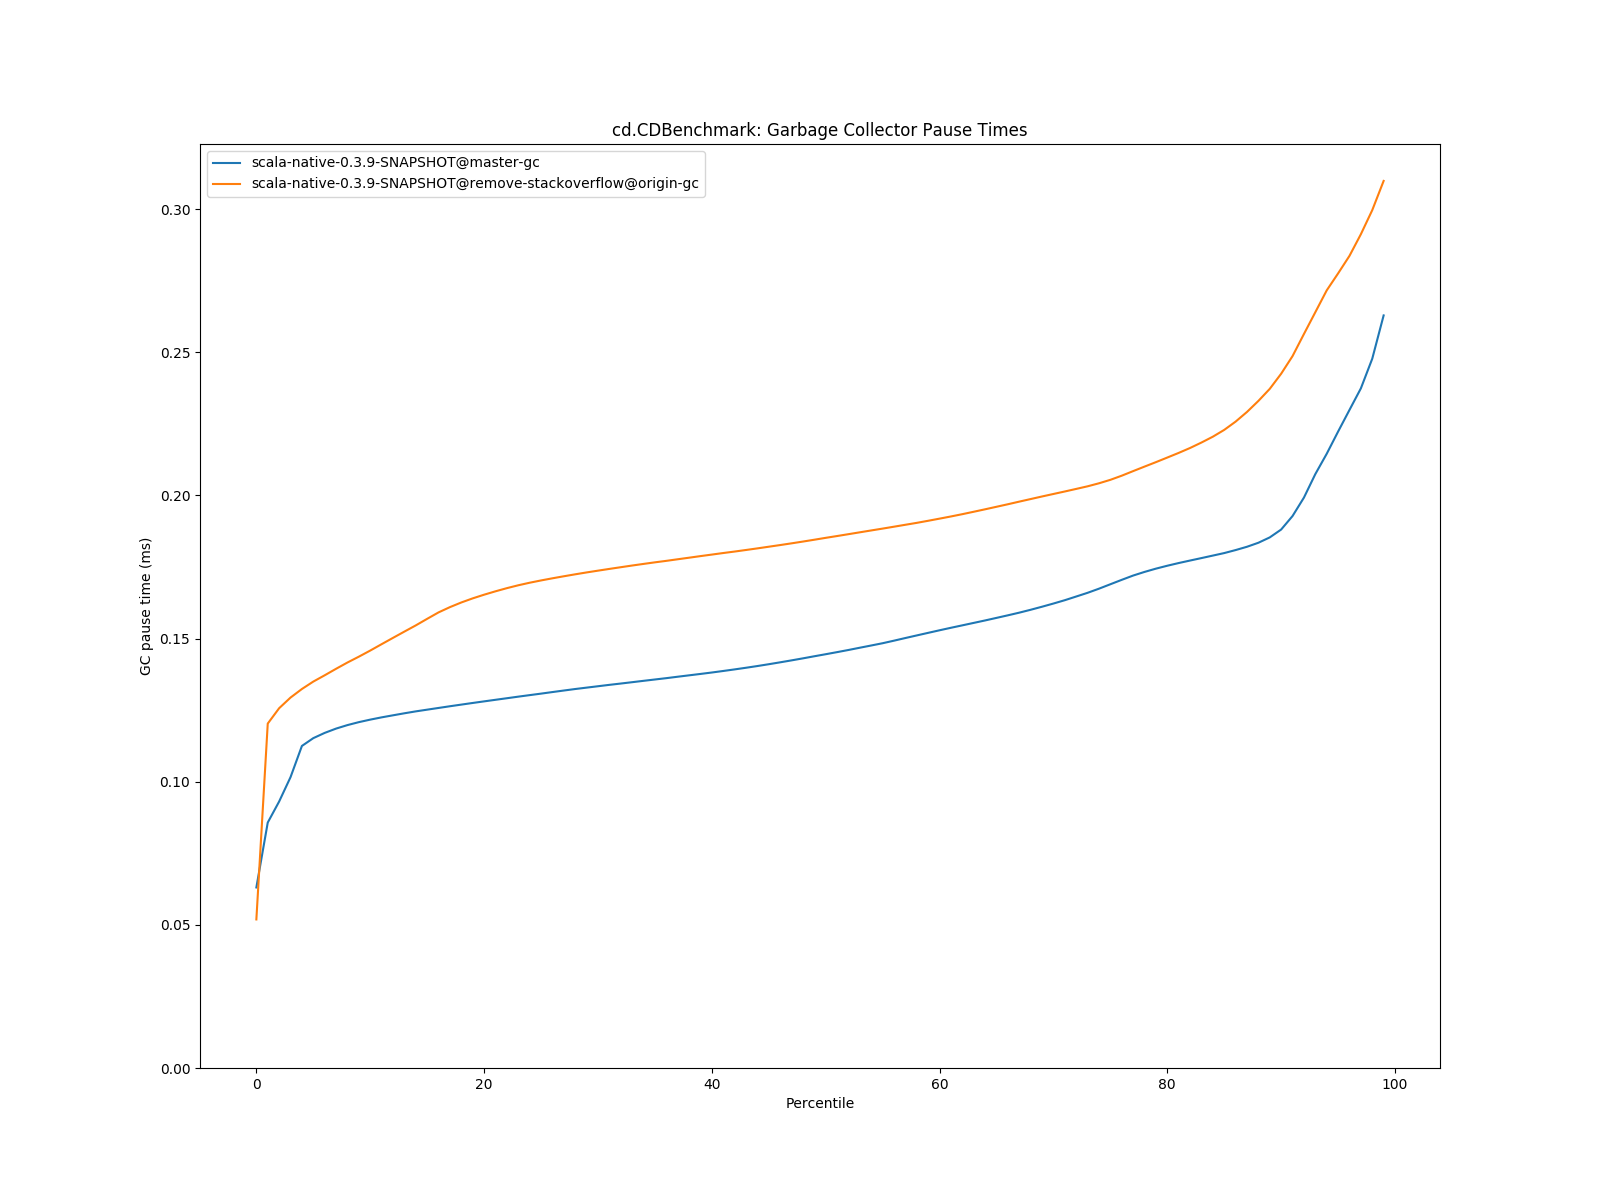 cd.CDBenchmark: Garbage Collector Pause Times
scala-native-0.3.9-SNAPSHOT@master-gc
scala-native-0.3.9-SNAPSHOT@remove-stackoverflow@origin-gc
0.30
0.25
0.20
0.15
0.10
0.05
0.00
GC pause time (ms)
0 20 40 60 80 100
Percentile